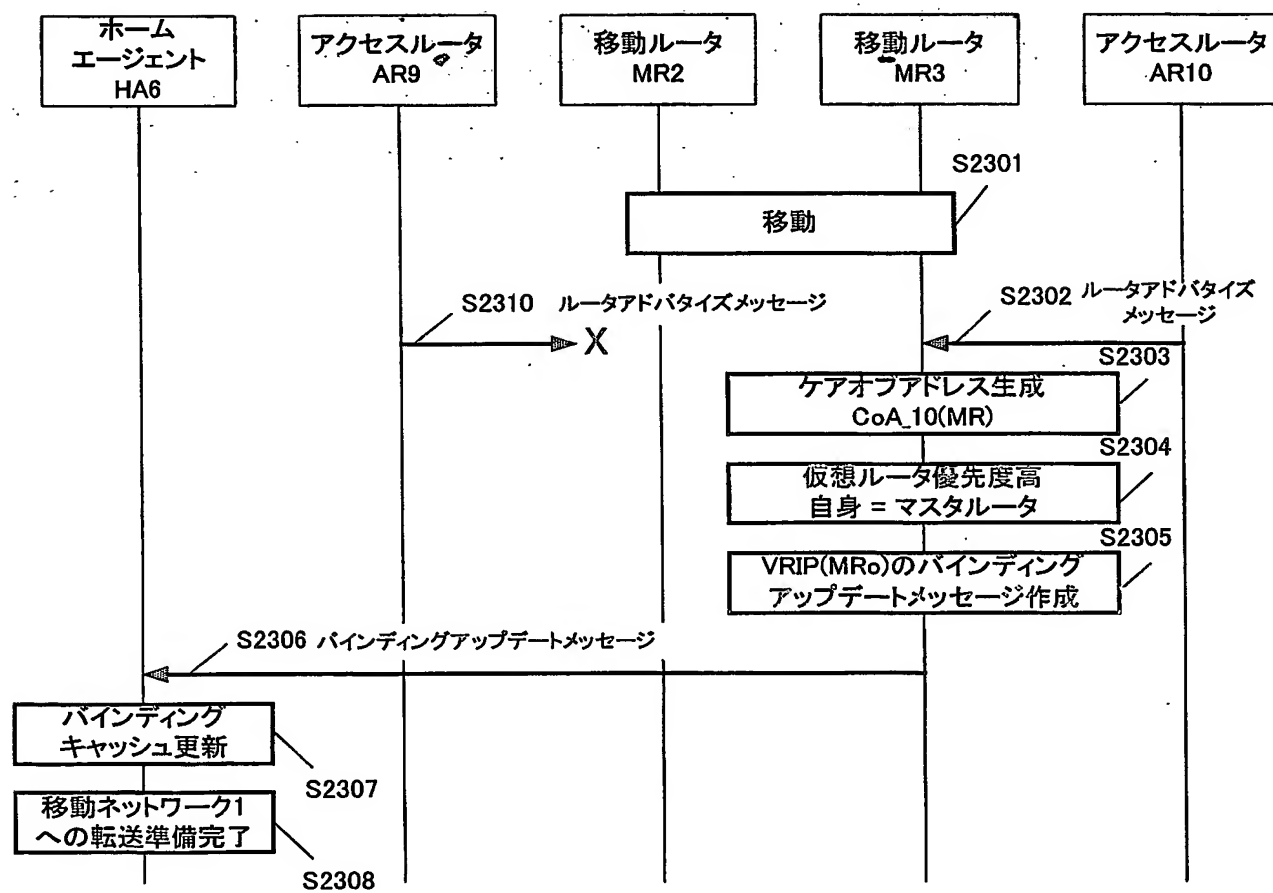 ホーム
エージェント
HA6
アクセスルータ
AR9
移動ルータ
MR2
移動ルータ
MR3
アクセスルータ
AR10
S2301
移動
S2310 ルータアドバタイズメッセージ
X
S2302 ルータアドバタイズ
メッセージ
S2303
ケアオブアドレス生成
CoA_10(MR)
S2304
仮想ルータ優先度高
自身 = マスタルータ
S2305
VRIP(MRo)のバインディング
アップデートメッセージ作成
S2306 バインディングアップデートメッセージ
バインディング
キャッシュ更新
S2307
移動ネットワーク1
への転送準備完了
S2308